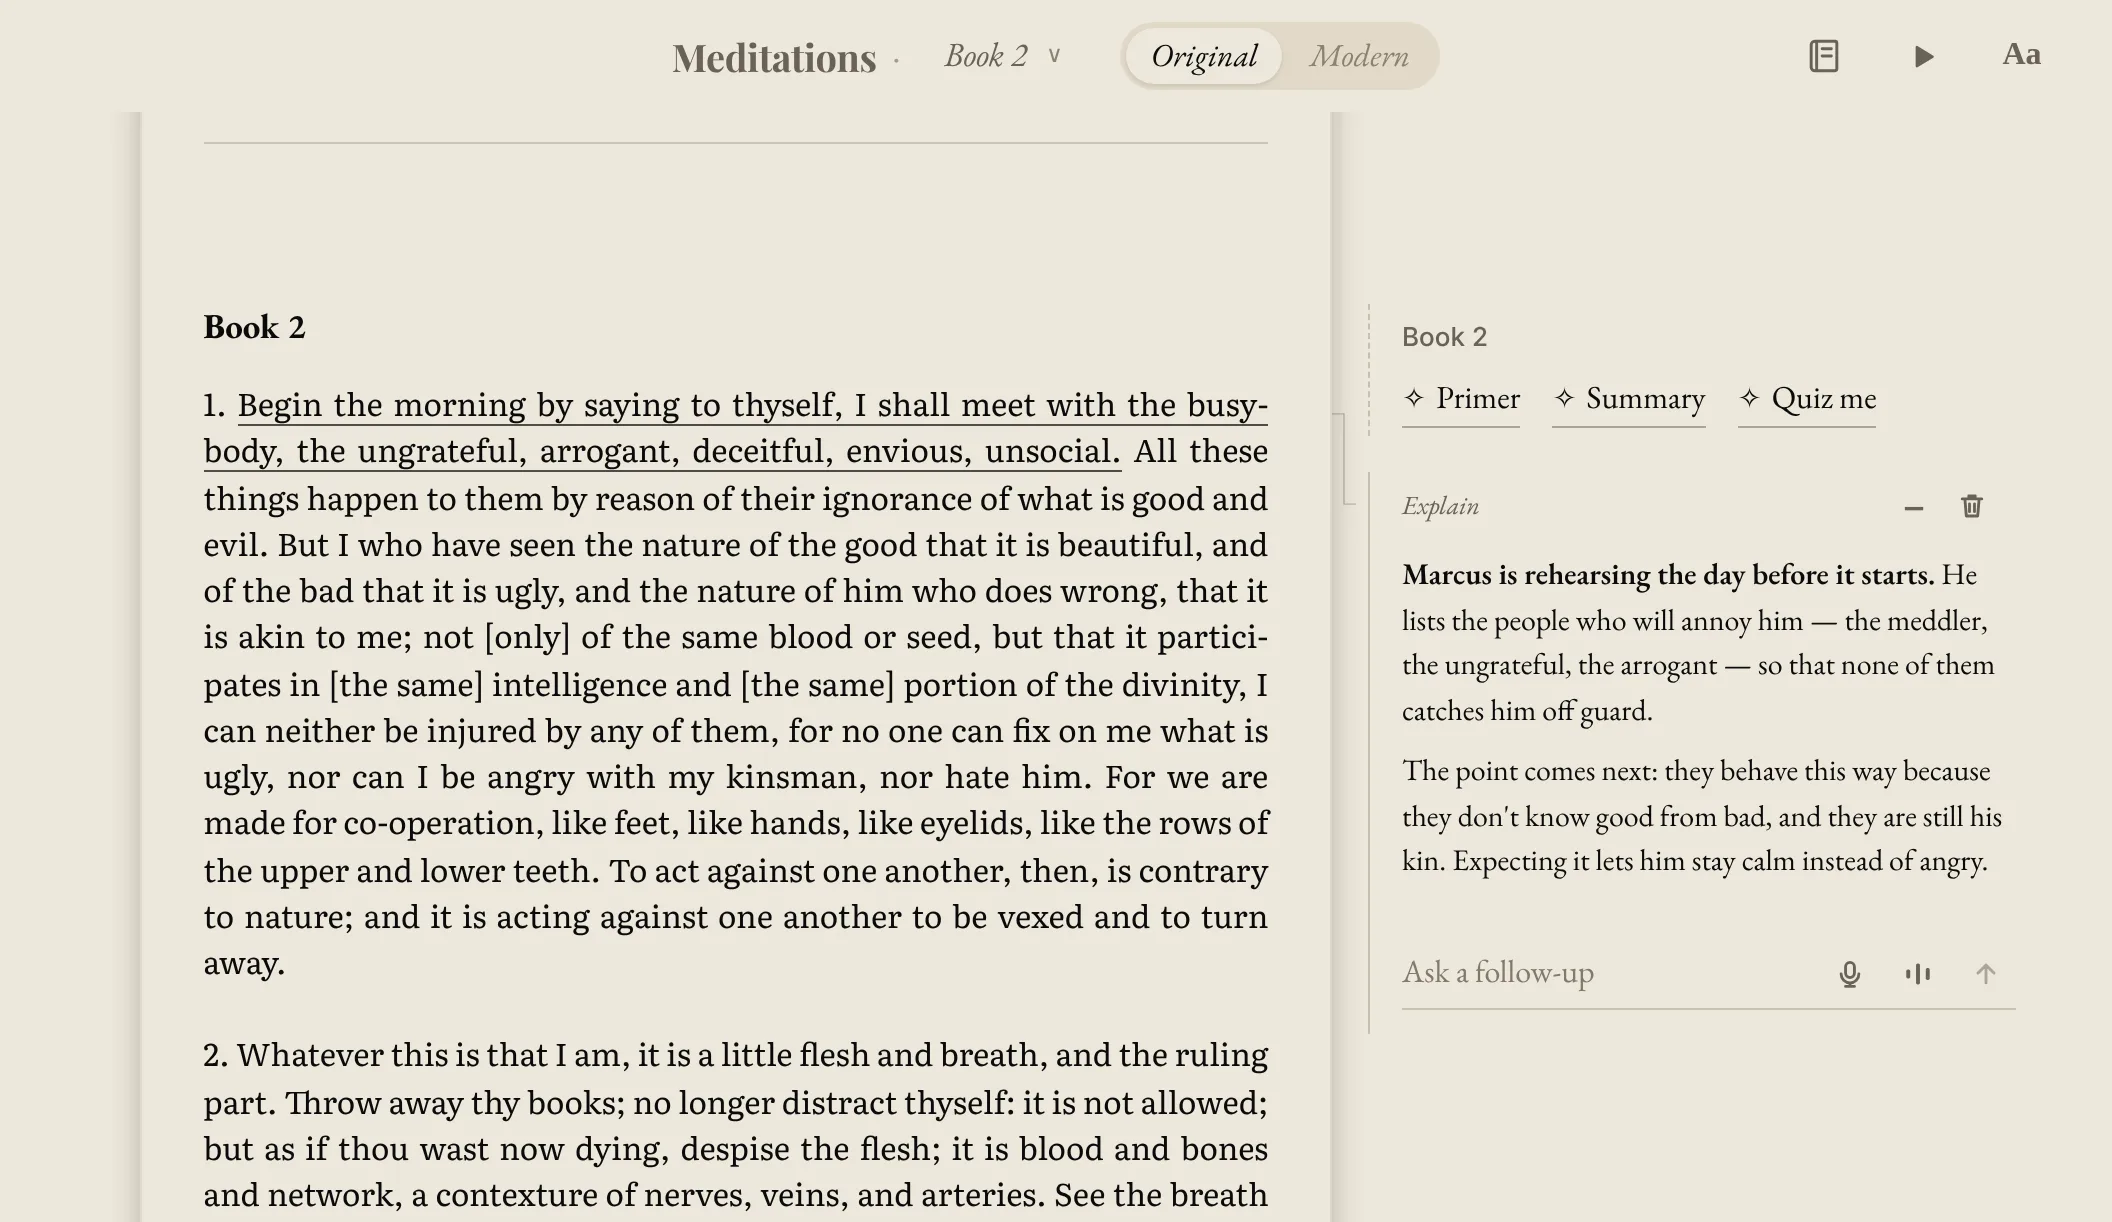 Meditations · Book 2 ∨ Original Modern Aa
Book 2
1. Begin the morning by saying to thyself, I shall meet with the busy-
body, the ungrateful, arrogant, deceitful, envious, unsocial. All these
things happen to them by reason of their ignorance of what is good and
evil. But I who have seen the nature of the good that it is beautiful, and
of the bad that it is ugly, and the nature of him who does wrong, that it
is akin to me; not [only] of the same blood or seed, but that it partici-
pates in [the same] intelligence and [the same] portion of the divinity, I
can neither be injured by any of them, for no one can fix on me what is
ugly, nor can I be angry with my kinsman, nor hate him. For we are
made for co-operation, like feet, like hands, like eyelids, like the rows of
the upper and lower teeth. To act against one another, then, is contrary
to nature; and it is acting against one another to be vexed and to turn
away.
2. Whatever this is that I am, it is a little flesh and breath, and the ruling
part. Throw away thy books; no longer distract thyself: it is not allowed;
but as if thou wast now dying, despise the flesh; it is blood and bones
and network, a contexture of nerves, veins, and arteries. See the breath
Book 2
Primer Summary Quiz me
Explain
Marcus is rehearsing the day before it starts. He
lists the people who will annoy him — the meddler,
the ungrateful, the arrogant — so that none of them
catches him off guard.
The point comes next: they behave this way because
they don't know good from bad, and they are still his
kin. Expecting it lets him stay calm instead of angry.
Ask a follow-up